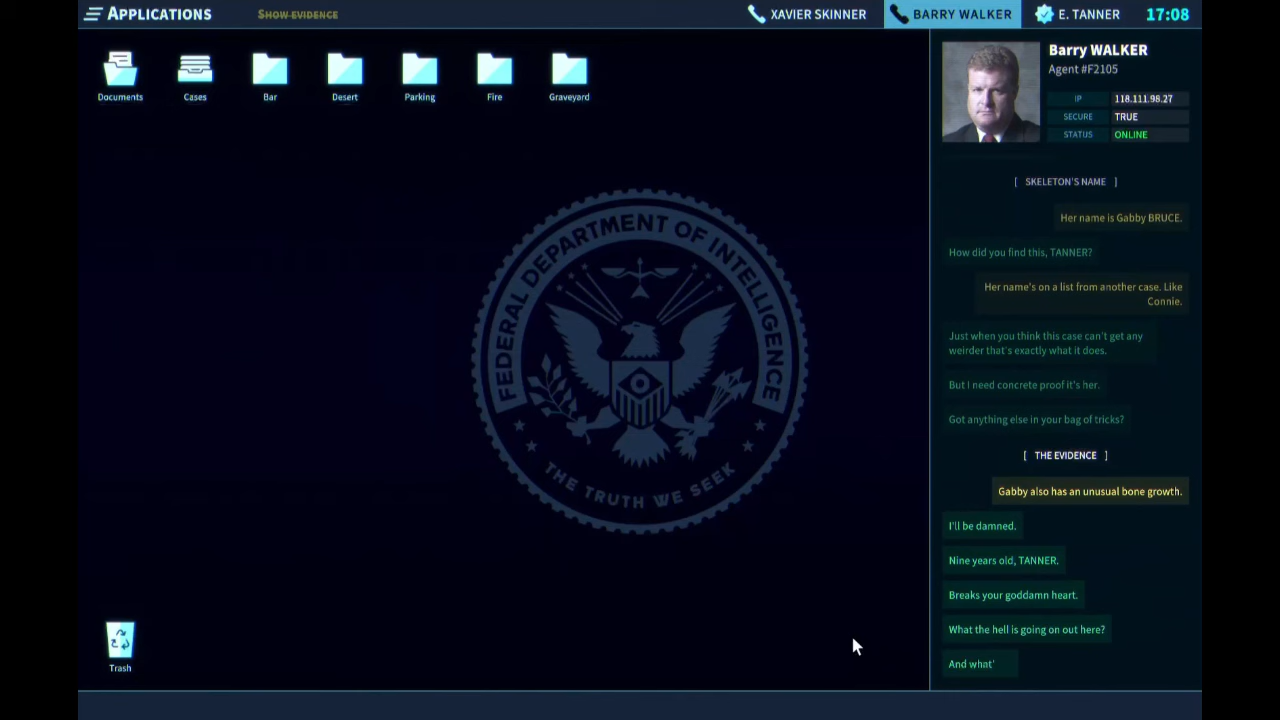 APPLICATIONS
SHOW EVIDENCE
XAVIER SKINNER
BARRY WALKER
E. TANNER
17:08
Documents
Cases
Bar
Desert
Parking
Fire
Graveyard
FEDERAL DEPARTMENT OF INTELLIGENCE
THE TRUTH WE SEEK
Trash
Barry WALKER
Agent #F2105
IP 118.111.98.27
SECURE TRUE
STATUS ONLINE
[ SKELETON'S NAME ]
Her name is Gabby BRUCE.
How did you find this, TANNER?
Her name's on a list from another case. Like
Connie.
Just when you think this case can't get any
weirder that's exactly what it does.
But I need concrete proof it's her.
Got anything else in your bag of tricks?
[ THE EVIDENCE ]
Gabby also has an unusual bone growth.
I'll be damned.
Nine years old, TANNER.
Breaks your goddamn heart.
What the hell is going on out here?
And what'